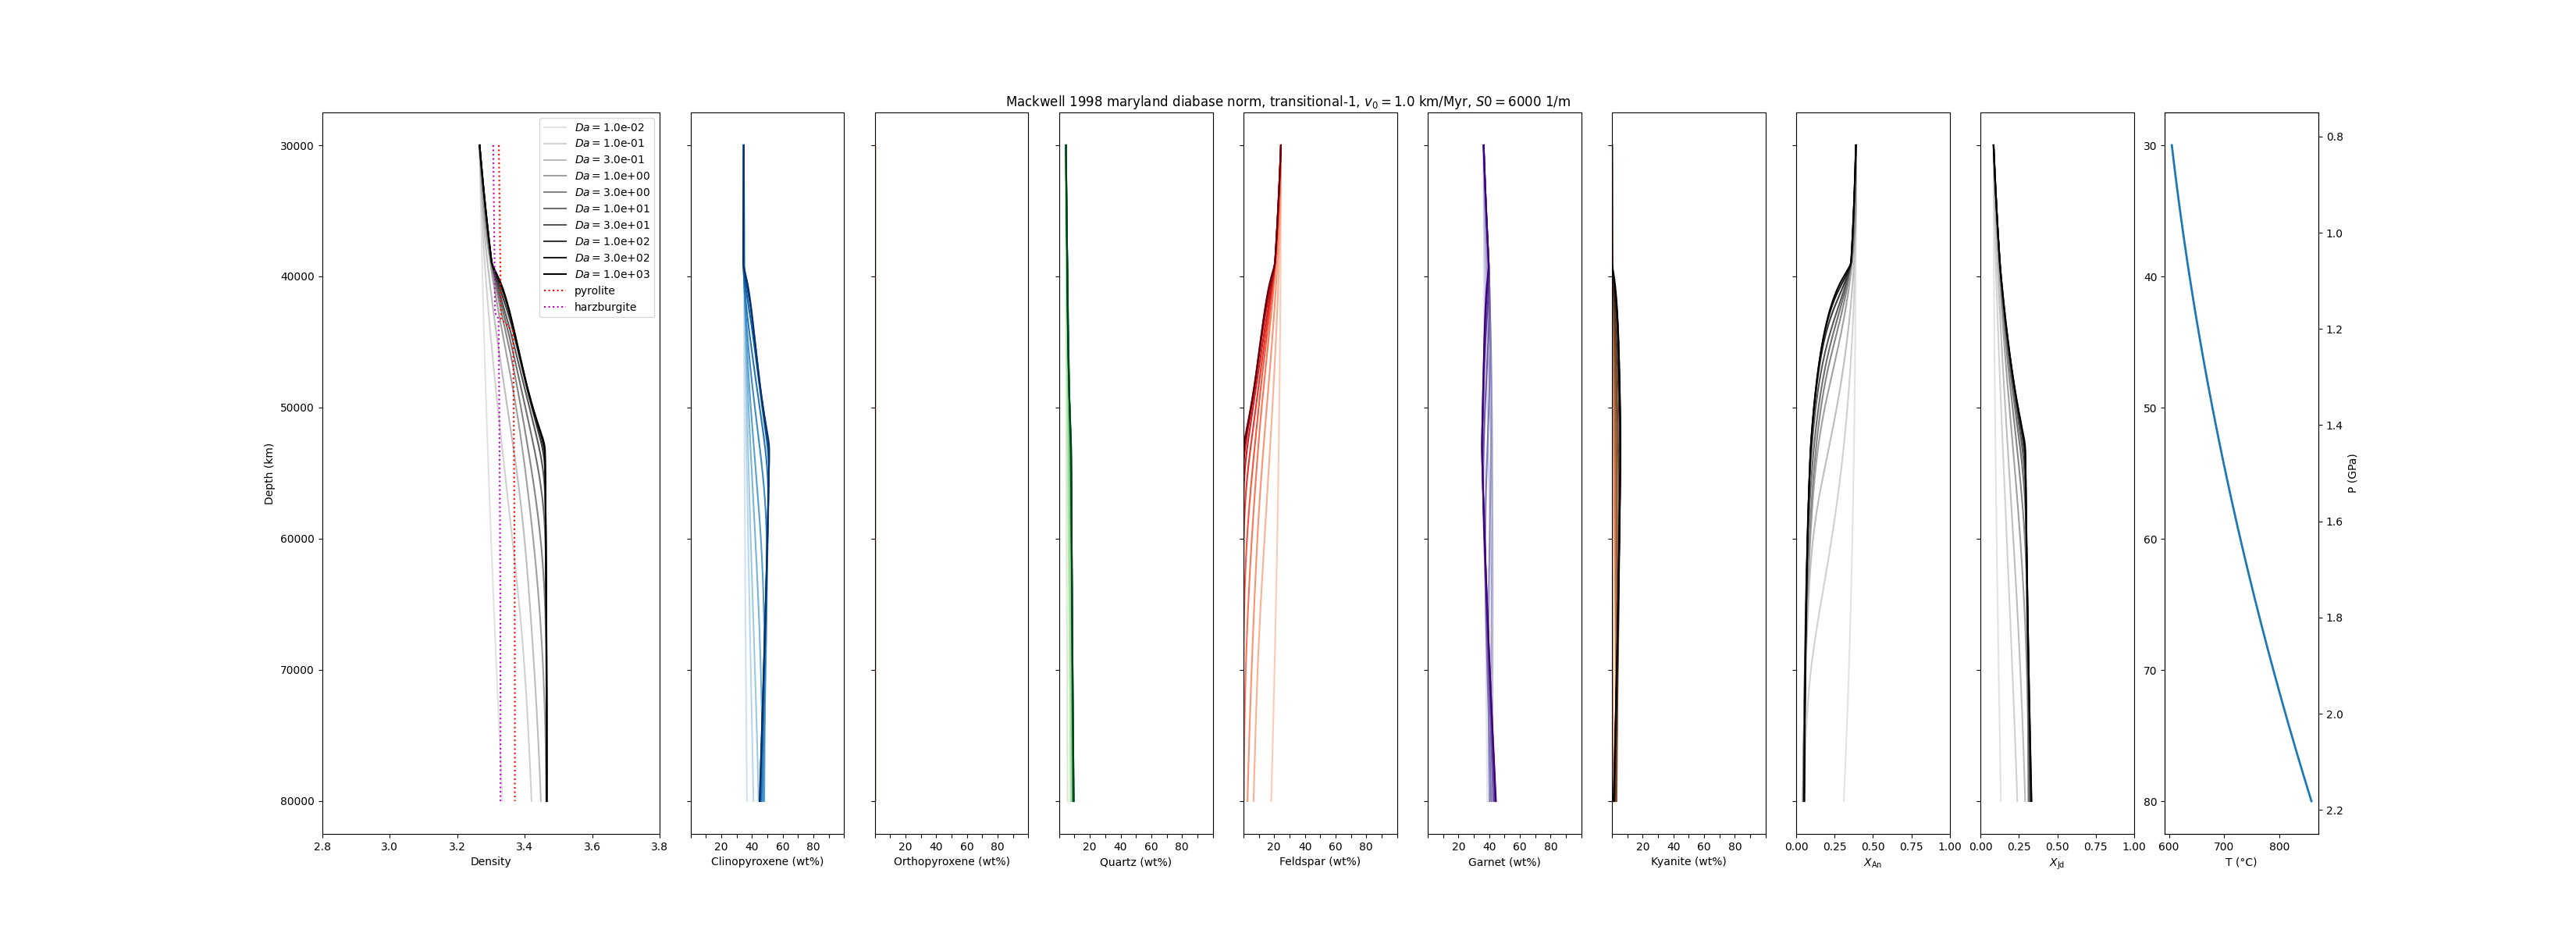 Mackwell 1998 maryland diabase norm, transitional-1, v₀ = 1.0 km/Myr, S0 = 6000 1/m
Da = 1.0e-02
Da = 1.0e-01
Da = 3.0e-01
Da = 1.0e+00
Da = 3.0e+00
Da = 1.0e+01
Da = 3.0e+01
Da = 1.0e+02
Da = 3.0e+02
Da = 1.0e+03
pyrolite
harzburgite
Depth (km)
30000
40000
50000
60000
70000
80000
2.8 3.0 3.2 3.4 3.6 3.8
Density
20 40 60 80
Clinopyroxene (wt%)
20 40 60 80
Orthopyroxene (wt%)
20 40 60 80
Quartz (wt%)
20 40 60 80
Feldspar (wt%)
20 40 60 80
Garnet (wt%)
20 40 60 80
Kyanite (wt%)
0.00 0.25 0.50 0.75 1.00
X_An
0.00 0.25 0.50 0.75 1.00
X_Jd
30
40
50
60
70
80
600 700 800
T (°C)
0.8
1.0
1.2
1.4
1.6
1.8
2.0
2.2
P (GPa)